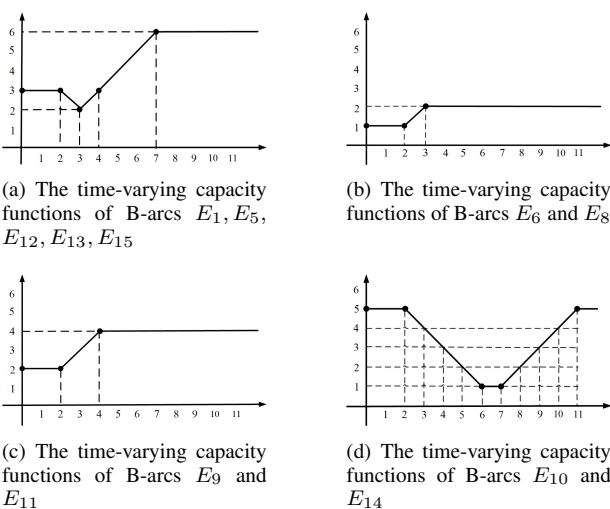 6
5
4
3
2
1
1 2 3 4 5 6 7 8 9 10 11
(a) The time-varying capacity
functions of B-arcs E₁, E₅,
E₁₂, E₁₃, E₁₅
6
5
4
3
2
1
1 2 3 4 5 6 7 8 9 10 11
(b) The time-varying capacity
functions of B-arcs E₆ and E₈
6
5
4
3
2
1
1 2 3 4 5 6 7 8 9 10 11
(c) The time-varying capacity
functions of B-arcs E₉ and
E₁₁
6
5
4
3
2
1
1 2 3 4 5 6 7 8 9 10 11
(d) The time-varying capacity
functions of B-arcs E₁₀ and
E₁₄